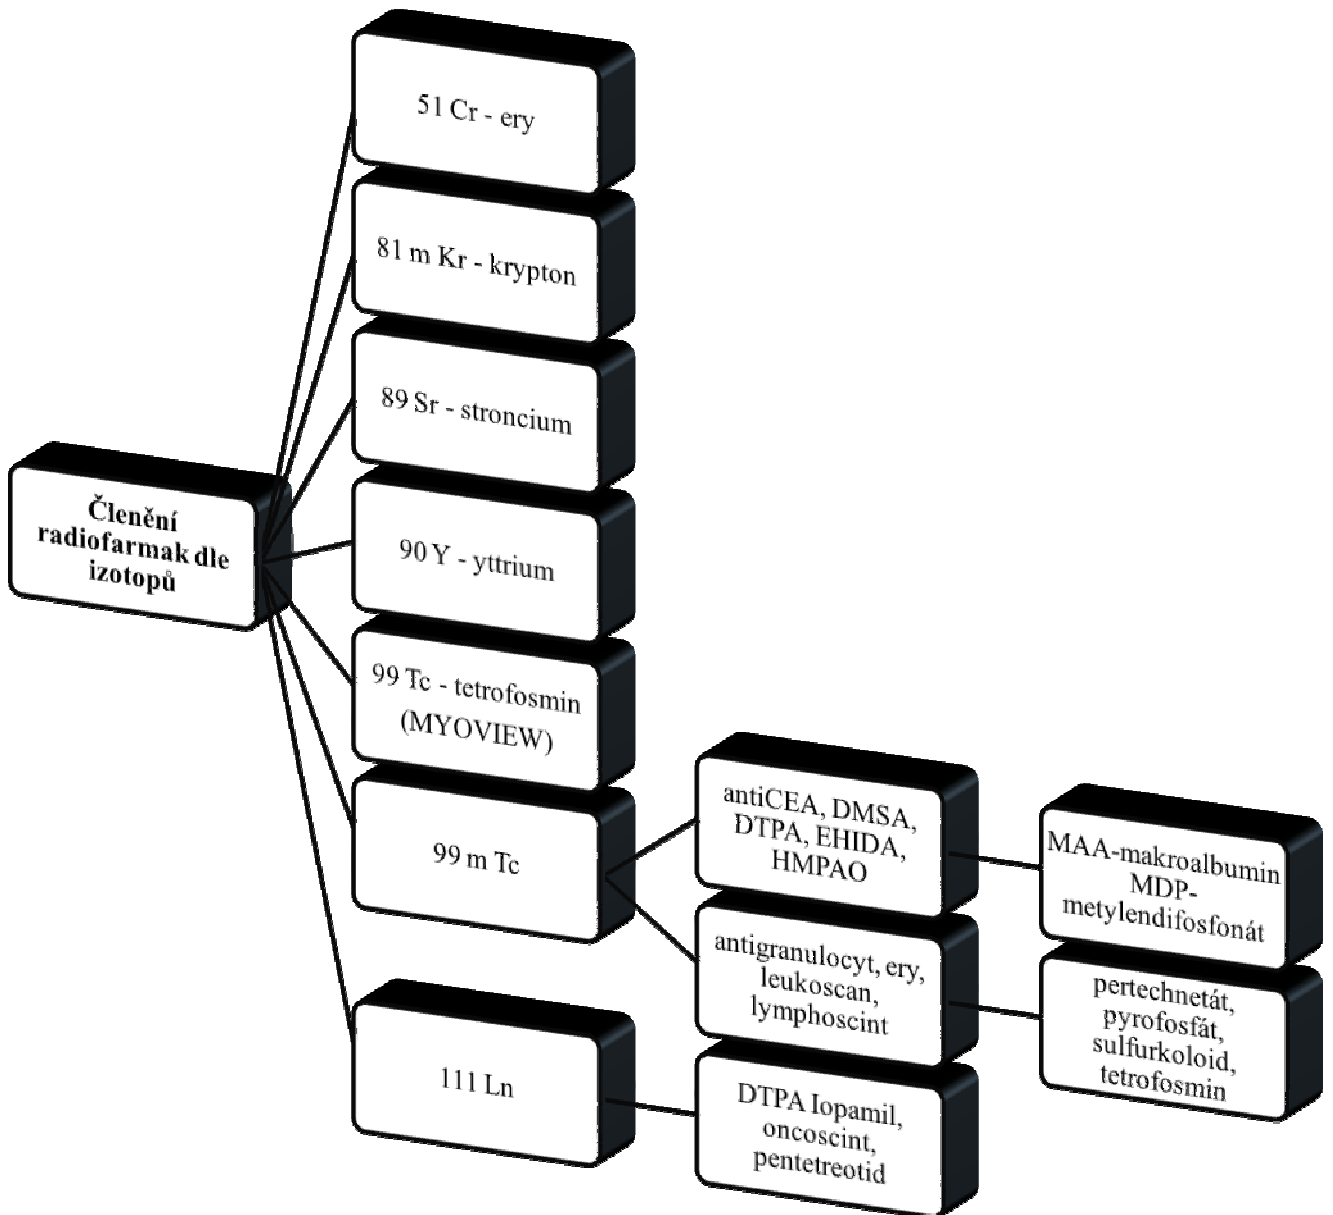 Členění
radiofarmak dle
izotopů
51 Cr - ery
81 m Kr - krypton
89 Sr - stroncium
90 Y - yttrium
99 Tc - tetrofosmin
(MYOVIEW)
99 m Tc
antiCEA, DMSA,
DTPA, EHIDA,
HMPAO
MAA-makroalbumin
MDP-
metylendifosfonát
antigranulocyt, ery,
leukoscan,
lymphoscint
pertechnetát,
pyrofosfát,
sulfurkoloid,
tetrofosmin
111 Ln
DTPA Iopamil,
oncoscint,
pentetreotid